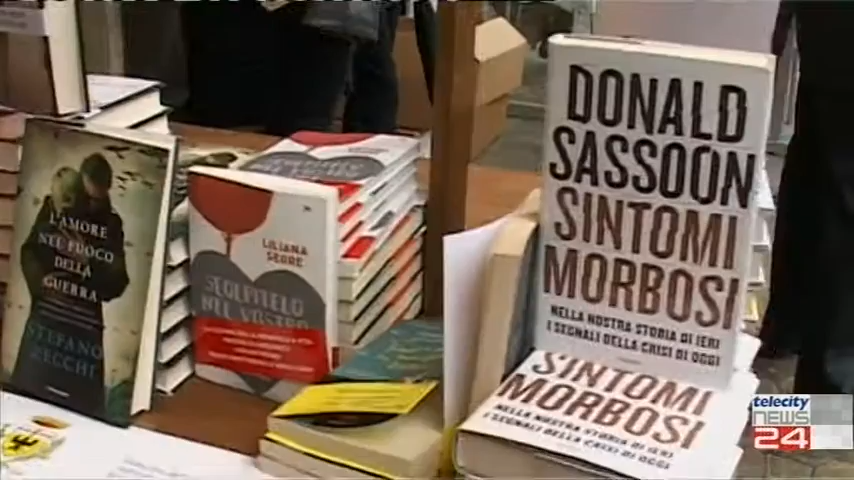 L'AMORE
NEL FUOCO
DELLA
GUERRA
STEFANO
ZECCHI
LILIANA
SEGRE
SCOLPITELO
NEL VOSTRO
DONALD
SASSOON
SINTOMI
MORBOSI
NELLA NOSTRA STORIA DI IERI
I SEGNALI DELLA CRISI DI OGGI
SINTOMI
MORBOSI
NELLA NOSTRA STORIA DI IERI
I SEGNALI DELLA CRISI DI OGGI
telecity
NEWS
24